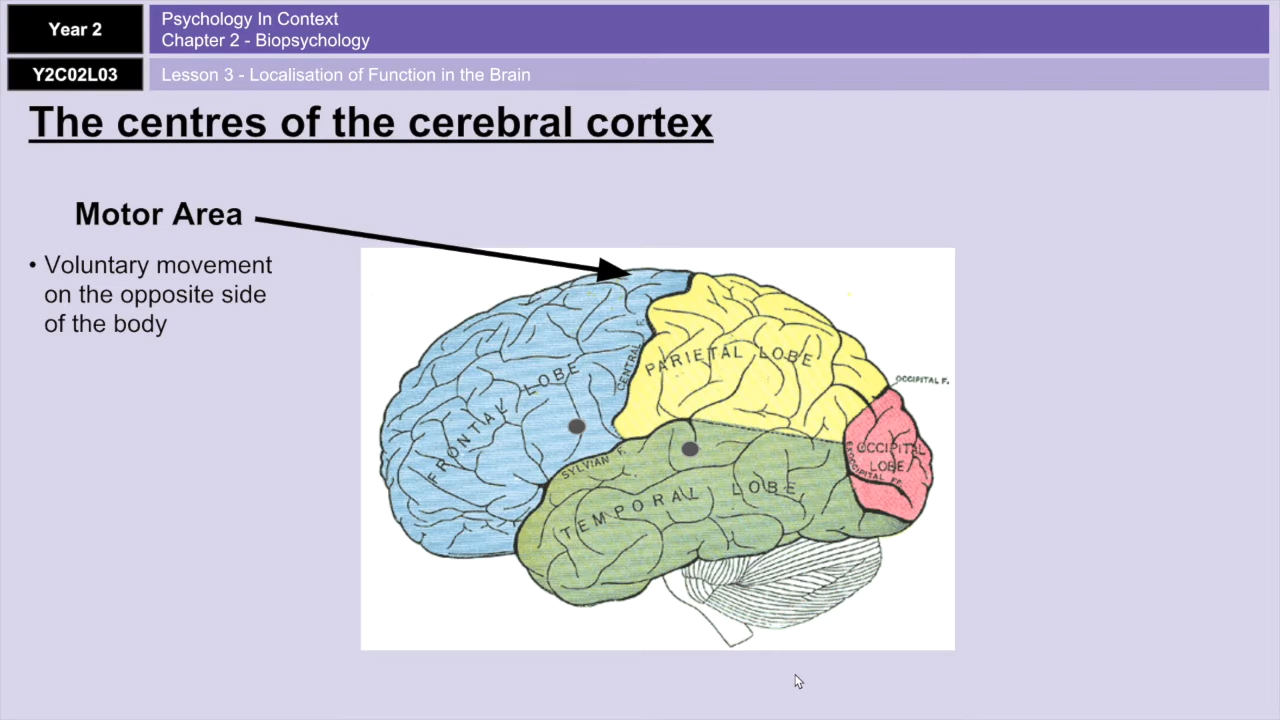 Year 2
Psychology In Context
Chapter 2 - Biopsychology
Y2C02L03
Lesson 3 - Localisation of Function in the Brain
The centres of the cerebral cortex
Motor Area
• Voluntary movement
on the opposite side
of the body
FRONTIAL LOBE
CENTRAL F.
PARIETAL LOBE
OCCIPITAL F.
OCCIPITAL
LOBE
SYLVIAN F.
TEMPORAL LOBE